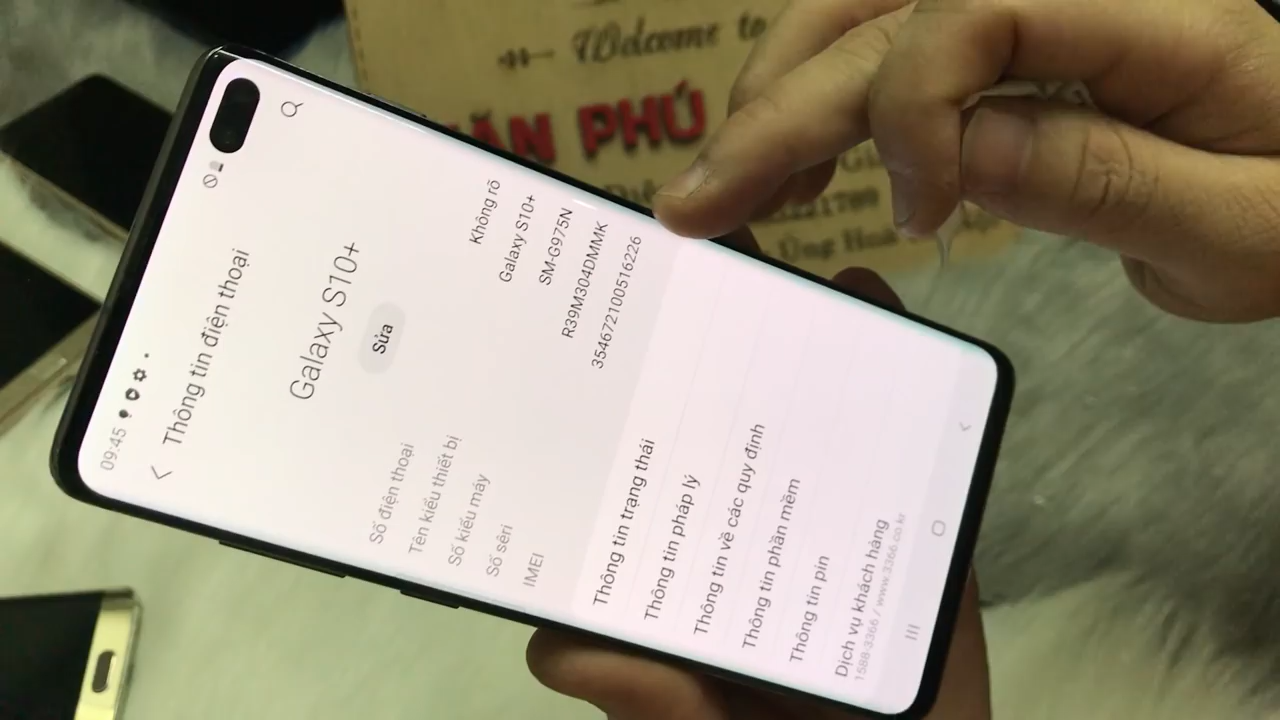 Welcome to
PHÚ
09:45
Thông tin điện thoại
Galaxy S10+
Sửa
Số điện thoại Không rõ
Tên kiểu thiết bị Galaxy S10+
Số kiểu máy SM-G975N
Số sêri R39M304DMMK
IMEI 354672100516226
Thông tin trạng thái
Thông tin pháp lý
Thông tin về các quy định
Thông tin phần mềm
Thông tin pin
Dịch vụ khách hàng
1588-3366 / www.3366.co.kr